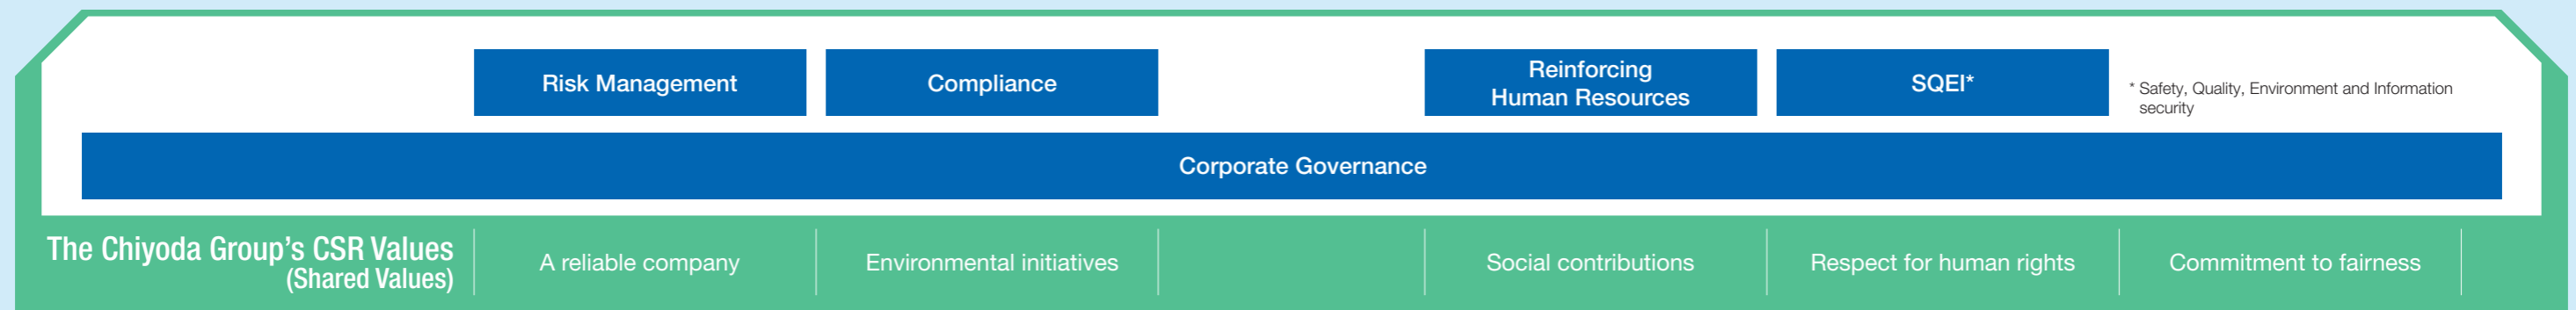 Risk Management
Compliance
Reinforcing
Human Resources
SQEI*
* Safety, Quality, Environment and Information
security
Corporate Governance
The Chiyoda Group's CSR Values
(Shared Values)
A reliable company
Environmental initiatives
Social contributions
Respect for human rights
Commitment to fairness